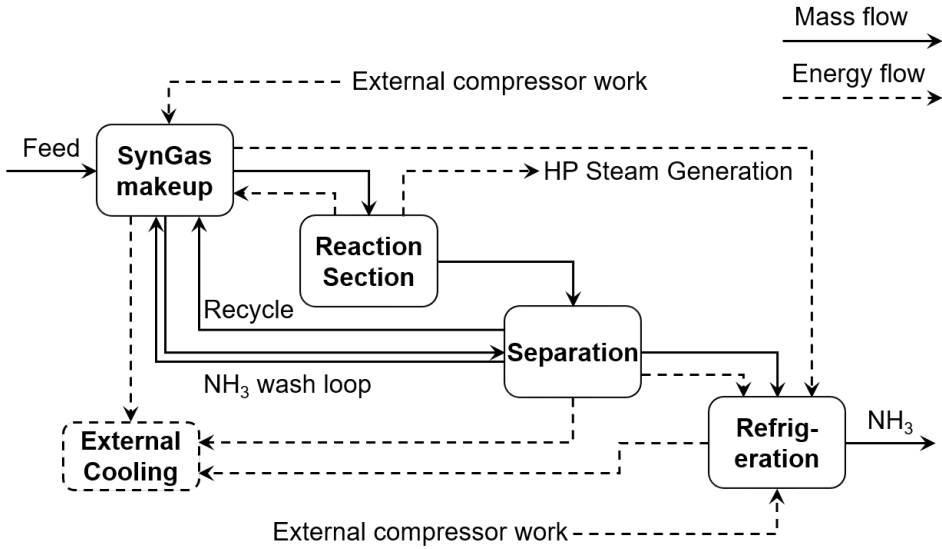 Mass flow
Energy flow
External compressor work
Feed
SynGas
makeup
HP Steam Generation
Reaction
Section
Recycle
Separation
NH₃ wash loop
External
Cooling
Refrig-
eration
NH₃
External compressor work